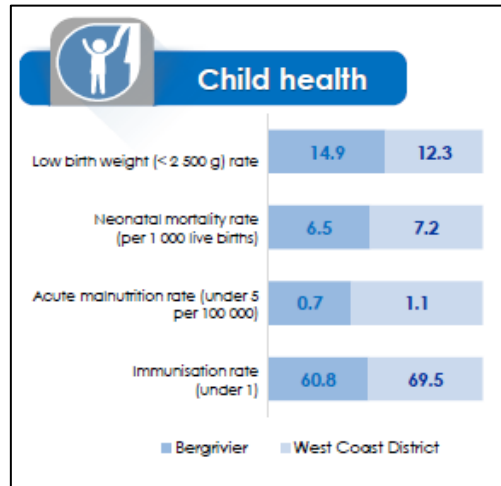 Child health
Low birth weight (< 2 500 g) rate
14.9 12.3
Neonatal mortality rate
(per 1 000 live births)
6.5 7.2
Acute malnutrition rate (under 5
per 100 000)
0.7 1.1
Immunisation rate
(under 1)
60.8 69.5
Bergrivier West Coast District